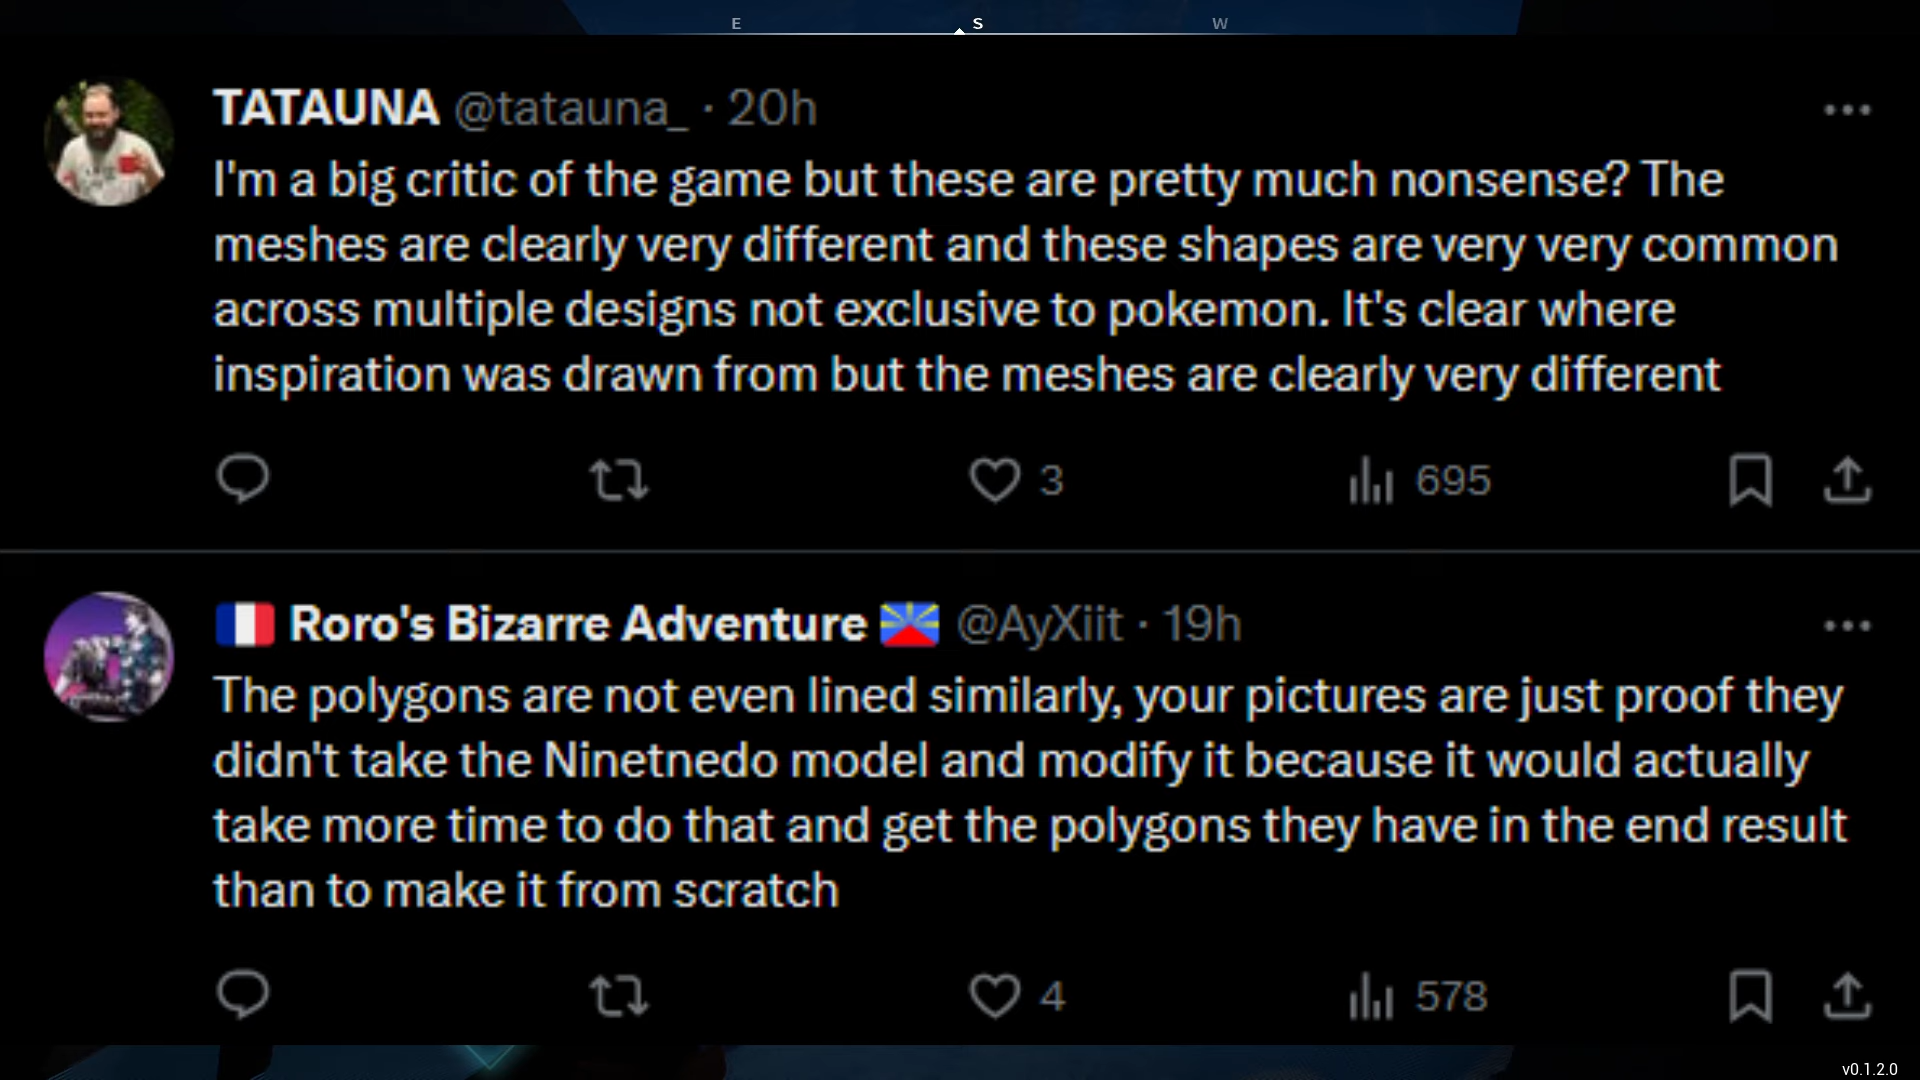 E S W
TATAUNA @tatauna_ · 20h
I'm a big critic of the game but these are pretty much nonsense? The
meshes are clearly very different and these shapes are very very common
across multiple designs not exclusive to pokemon. It's clear where
inspiration was drawn from but the meshes are clearly very different
3 695
Roro's Bizarre Adventure @AyXiit · 19h
The polygons are not even lined similarly, your pictures are just proof they
didn't take the Ninetnedo model and modify it because it would actually
take more time to do that and get the polygons they have in the end result
than to make it from scratch
4 578
v0.1.2.0